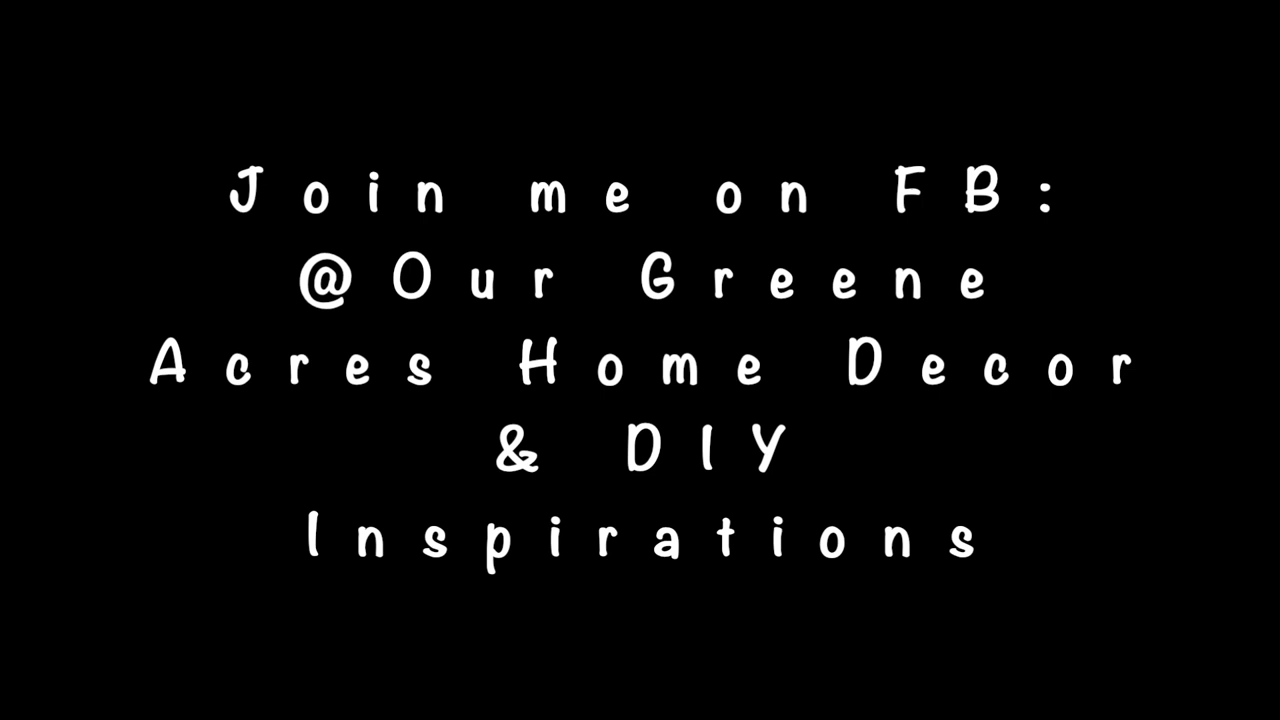 Join me on FB:
@Our Greene
Acres Home Decor
& DIY
Inspirations